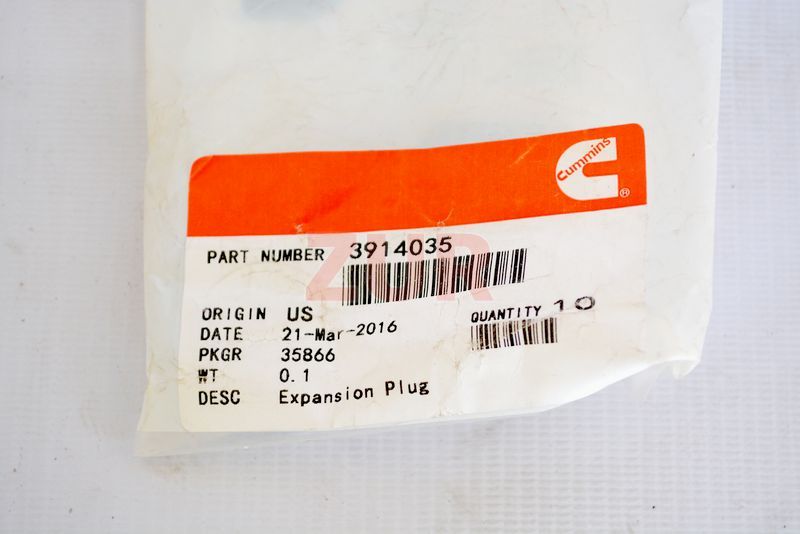 Cummins
®
PART NUMBER 3914035
ZUR
ORIGIN US
QUANTITY 10
DATE 21-Mar-2016
PKGR 35866
WT 0.1
DESC Expansion Plug